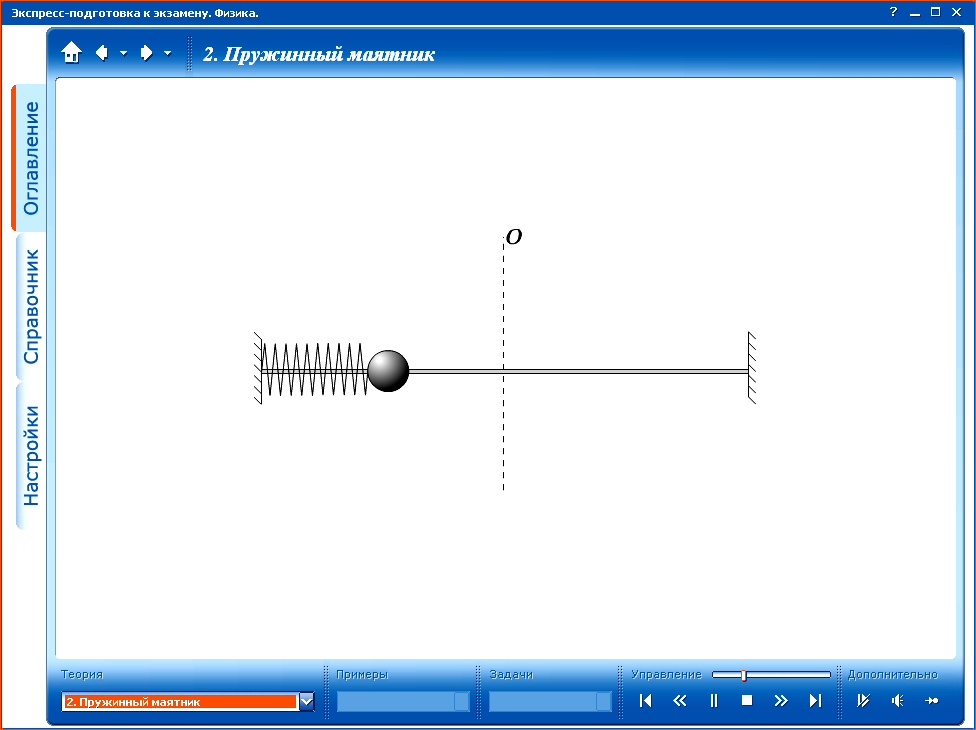 Экспресс-подготовка к экзамену. Физика.
?
2. Пружинный маятник
Оглавление
Справочник
Настройки
O
Теория
Примеры
Задачи
Управление
Дополнительно
2. Пружинный маятник